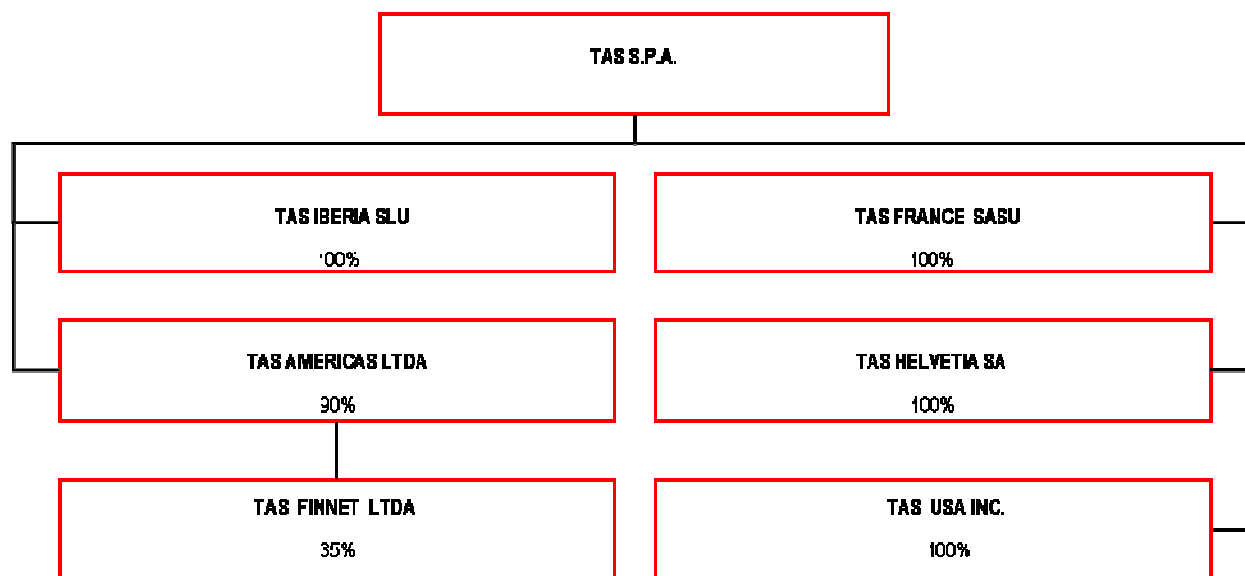 TAS S.P.A.
TAS IBERIA SLU
100%
TAS FRANCE SASU
100%
TAS AMERICAS LTDA
90%
TAS HELVETIA SA
100%
TAS FINNET LTDA
TAS USA INC.
100%